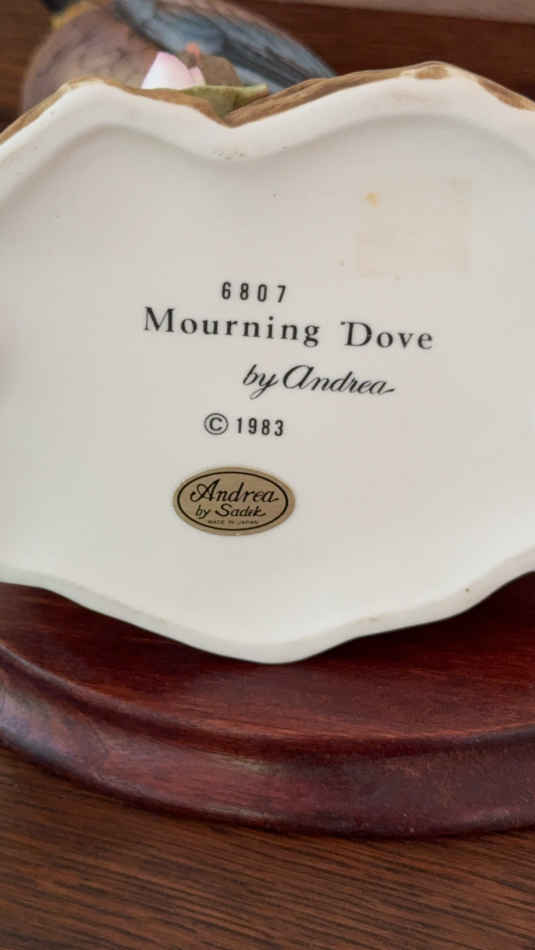 6807
Mourning Dove
by Andrea
© 1983
Andrea
by Sadek
MADE IN JAPAN